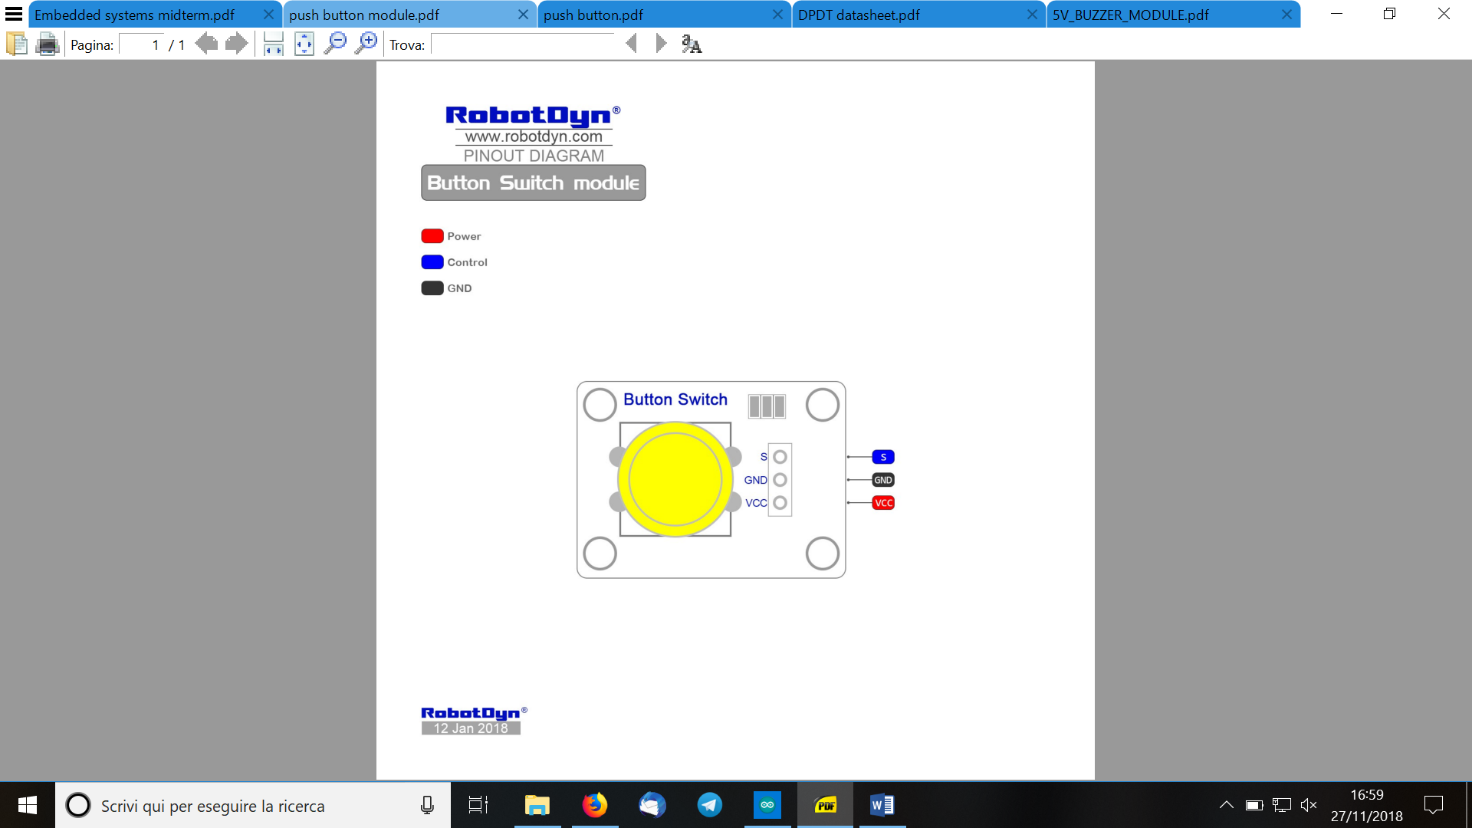 Embedded systems midterm.pdf
push button module.pdf
push button.pdf
DPDT datasheet.pdf
5V_BUZZER_MODULE.pdf
Pagina: 1 / 1
Trova:
RobotDyn®
www.robotdyn.com
PINOUT DIAGRAM
Button Switch module
Power
Control
GND
Button Switch
S
GND
VCC
S
GND
VCC
RobotDyn®
12 Jan 2018
Scrivi qui per eseguire la ricerca
PDF
16:59
27/11/2018